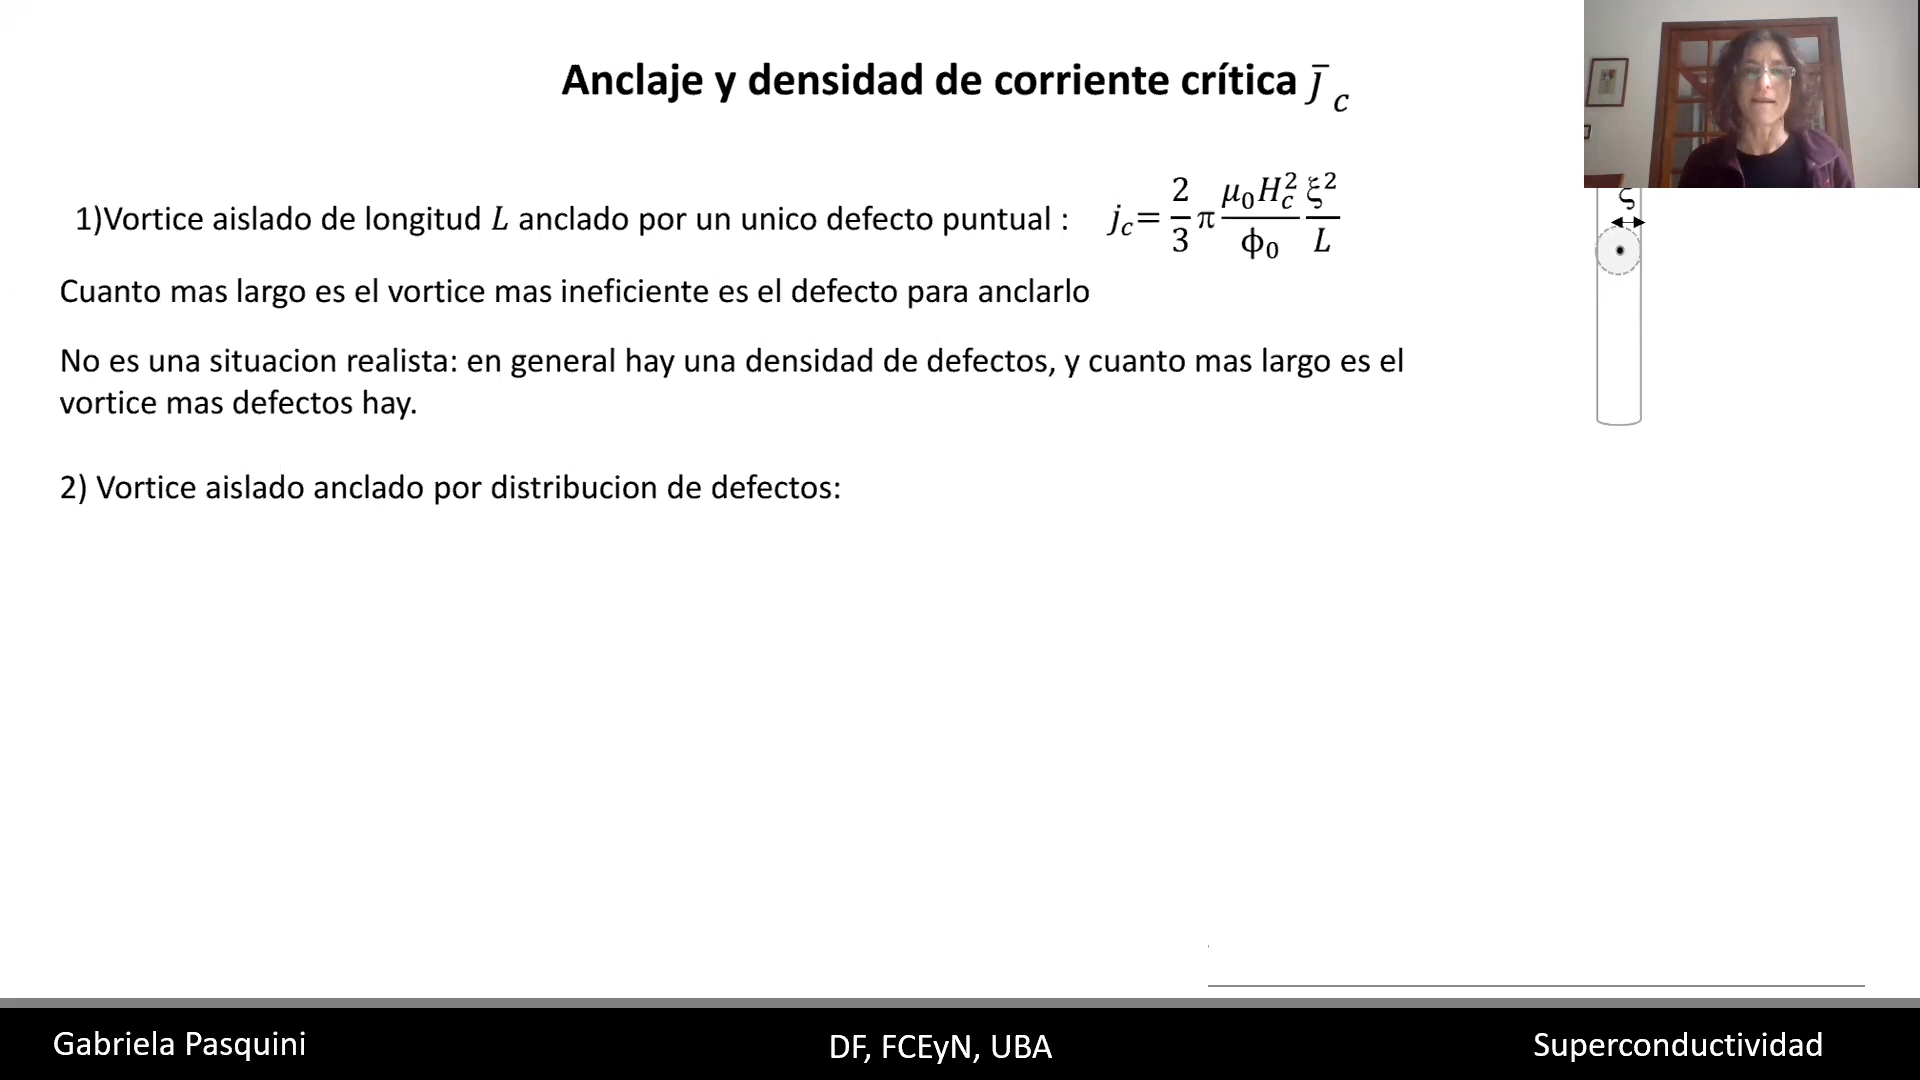 Anclaje y densidad de corriente crítica j̅ c
1)Vortice aislado de longitud L anclado por un unico defecto puntual : j_c= 2/3 π μ₀H_c²/ϕ₀ ξ²/L
ξ
Cuanto mas largo es el vortice mas ineficiente es el defecto para anclarlo
No es una situacion realista: en general hay una densidad de defectos, y cuanto mas largo es el
vortice mas defectos hay.
2) Vortice aislado anclado por distribucion de defectos:
Gabriela Pasquini
DF, FCEyN, UBA
Superconductividad